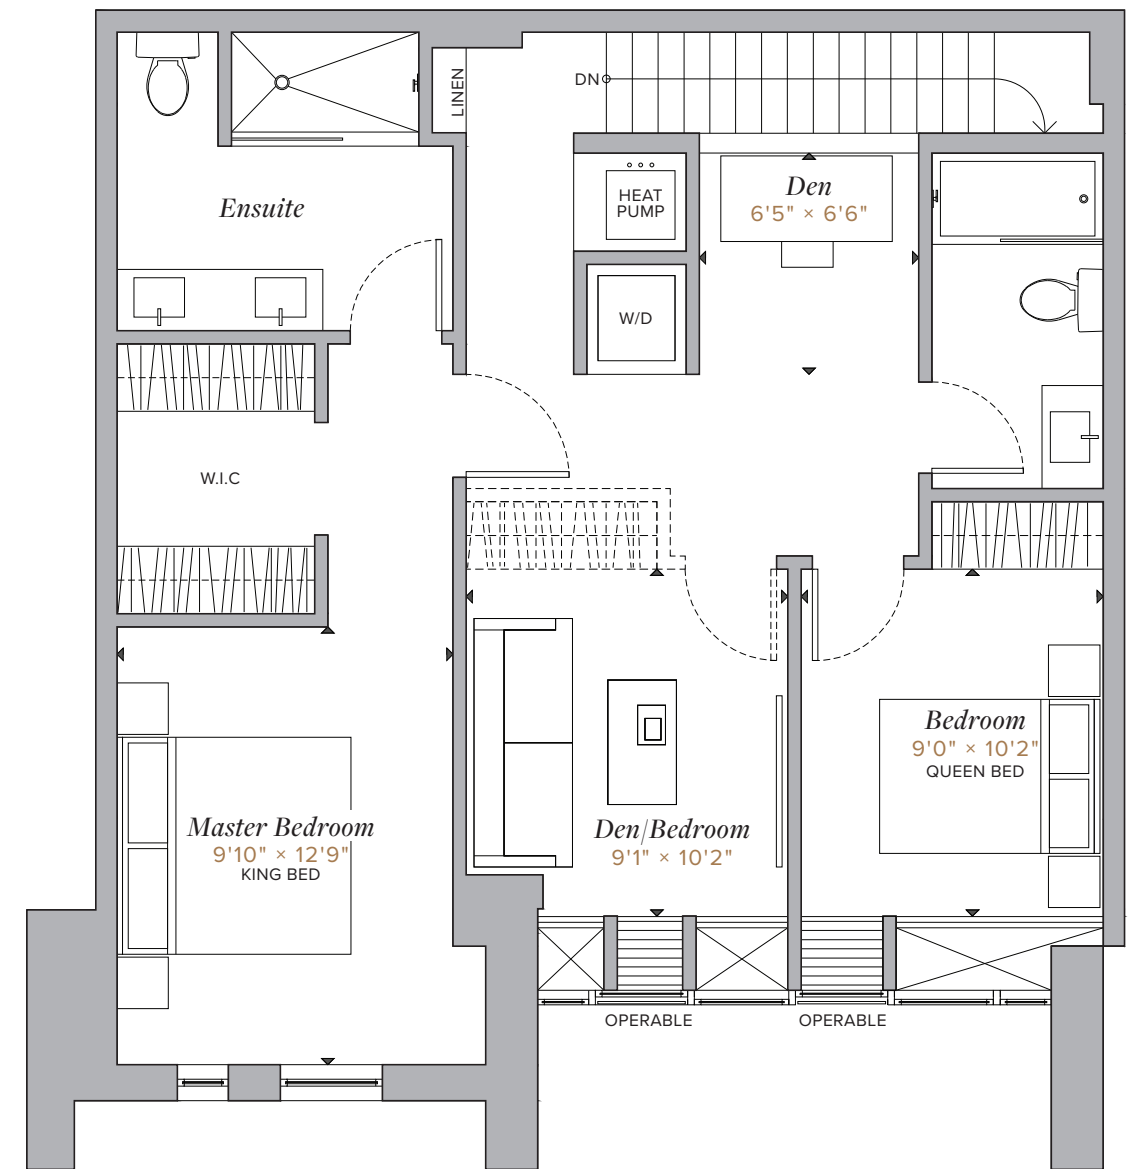 LINEN
DN
Ensuite
HEAT
PUMP
Den
6'5" × 6'6"
W/D
W.I.C
Master Bedroom
9'10" × 12'9"
KING BED
Den/Bedroom
9'1" × 10'2"
Bedroom
9'0" × 10'2"
QUEEN BED
OPERABLE
OPERABLE